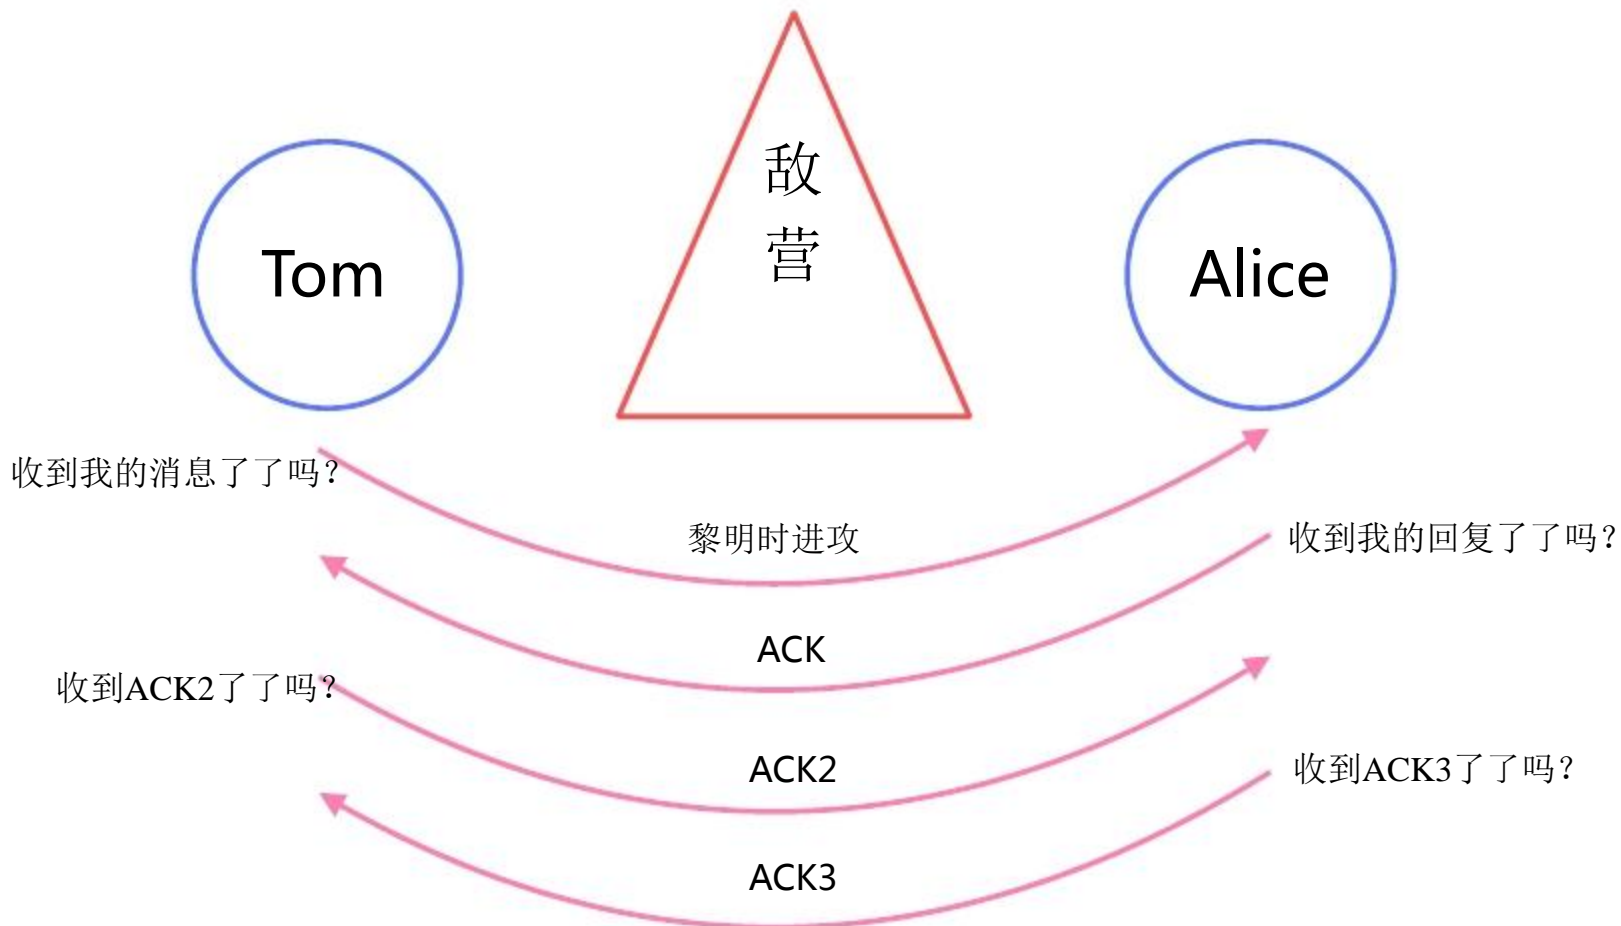 敌
营
Tom
Alice
收到我的消息了了吗？
黎明时进攻
收到我的回复了了吗？
ACK
收到ACK2了了吗？
ACK2
收到ACK3了了吗？
ACK3